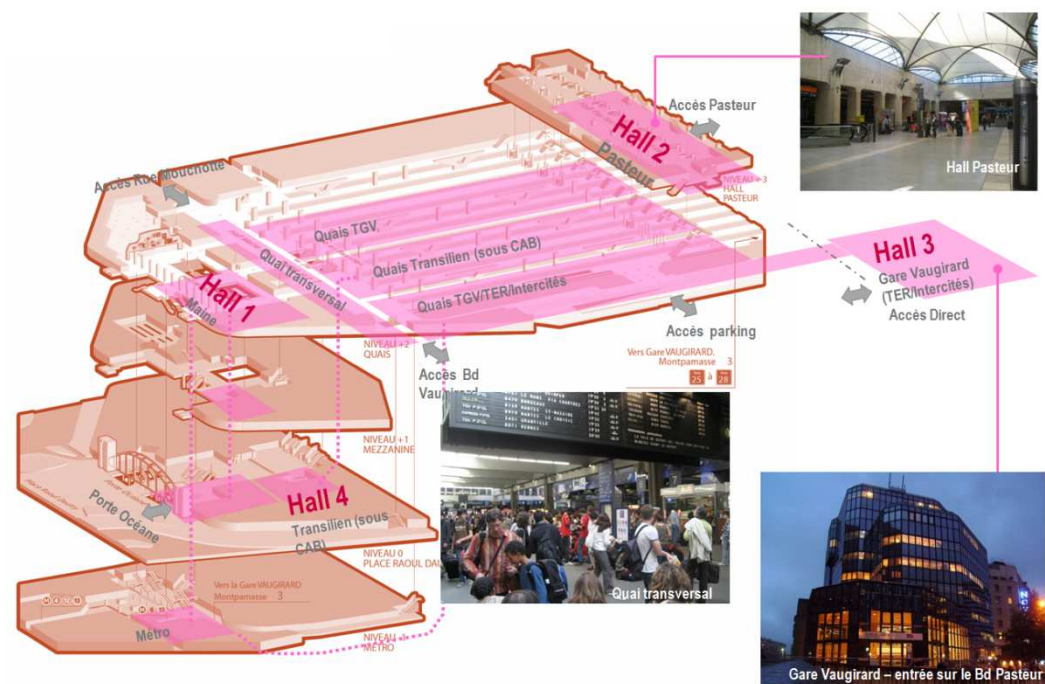 Hall 2
Pasteur
Accès Pasteur
NIVEAU +3
HALL
PASTEUR
Hall Pasteur
Accès Rue Mouchotte
Quais TGV
Quai transversal
Quais Transilien (sous CAB)
Quais TGV/TER/Intercités
Hall 1
Maine
Hall 3
Gare Vaugirard
(TER/Intercités)
Accès Direct
Accès parking
NIVEAU +2
QUAIS
Accès Bd
Vers Gare VAUGIRARD,
Montparnasse 3
25 à 28
NIVEAU +1
MEZZANINE
Hall 4
Transilien (sous
CAB)
Porte Océane
NIVEAU 0
PLACE RAOUL DAU
Quai transversal
Vers la Gare VAUGIRARD
Montparnasse 3
Métro
NIVEAU -1
MÉTRO
Gare Vaugirard – entrée sur le Bd Pasteur